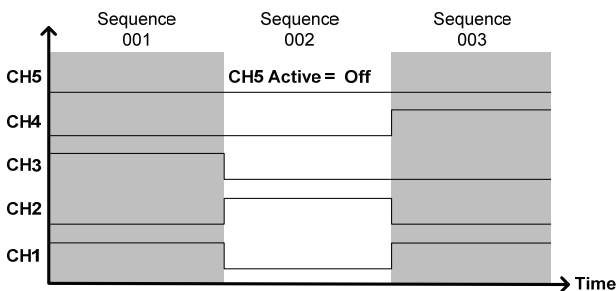 Sequence
001
Sequence
002
Sequence
003
CH5
CH5 Active = Off
CH4
CH3
CH2
CH1
Time